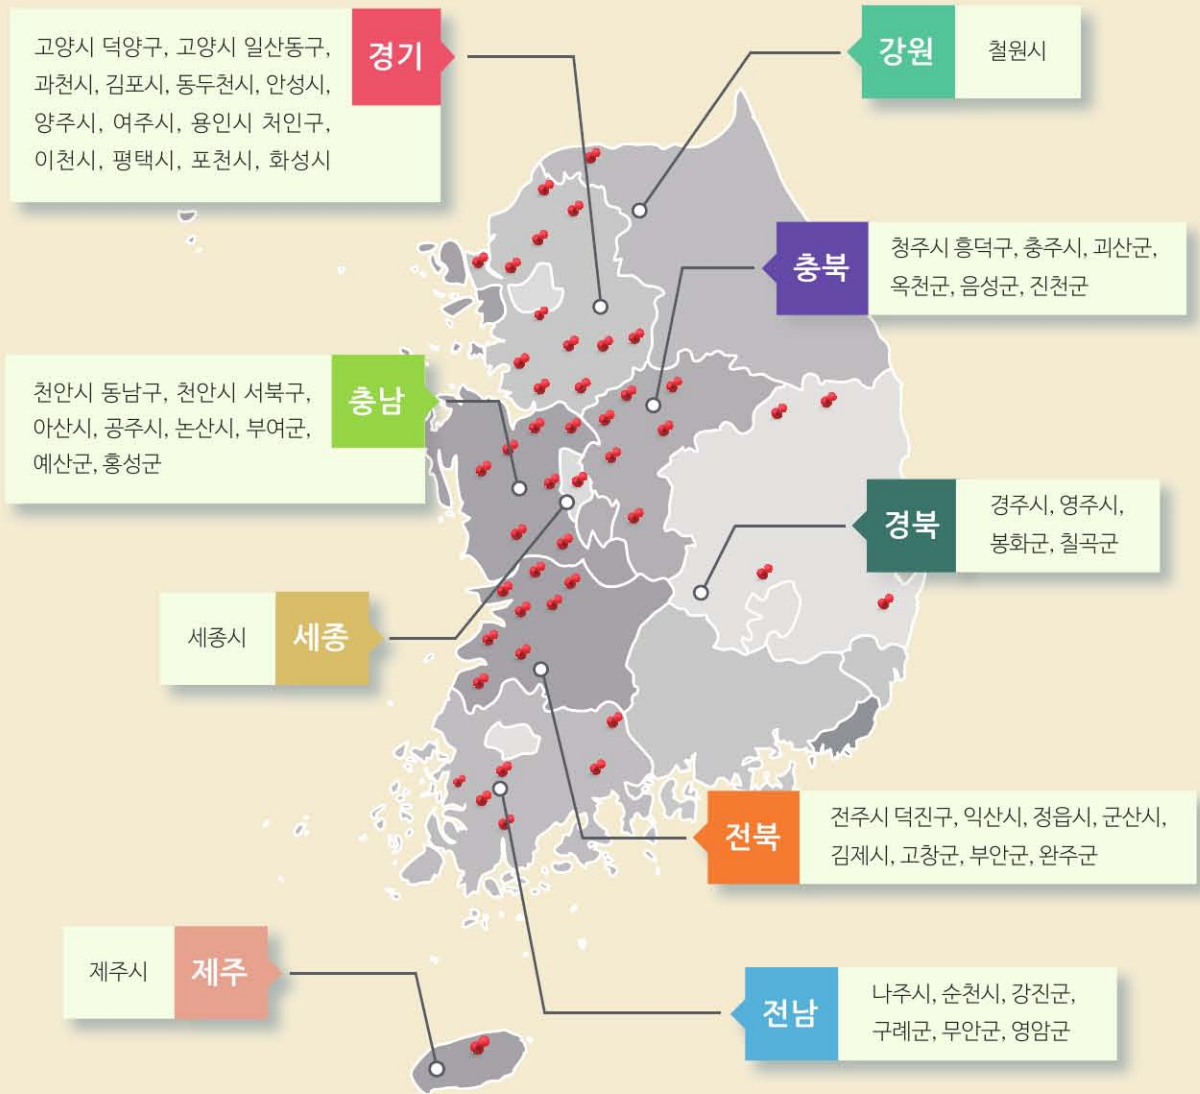 경기
고양시 덕양구, 고양시 일산동구,
과천시, 김포시, 동두천시, 안성시,
양주시, 여주시, 용인시 처인구,
이천시, 평택시, 포천시, 화성시
강원
철원시
충북
청주시 흥덕구, 충주시, 괴산군,
옥천군, 음성군, 진천군
충남
천안시 동남구, 천안시 서북구,
아산시, 공주시, 논산시, 부여군,
예산군, 홍성군
경북
경주시, 영주시,
봉화군, 칠곡군
세종
세종시
전북
전주시 덕진구, 익산시, 정읍시, 군산시,
김제시, 고창군, 부안군, 완주군
제주
제주시
전남
나주시, 순천시, 강진군,
구례군, 무안군, 영암군